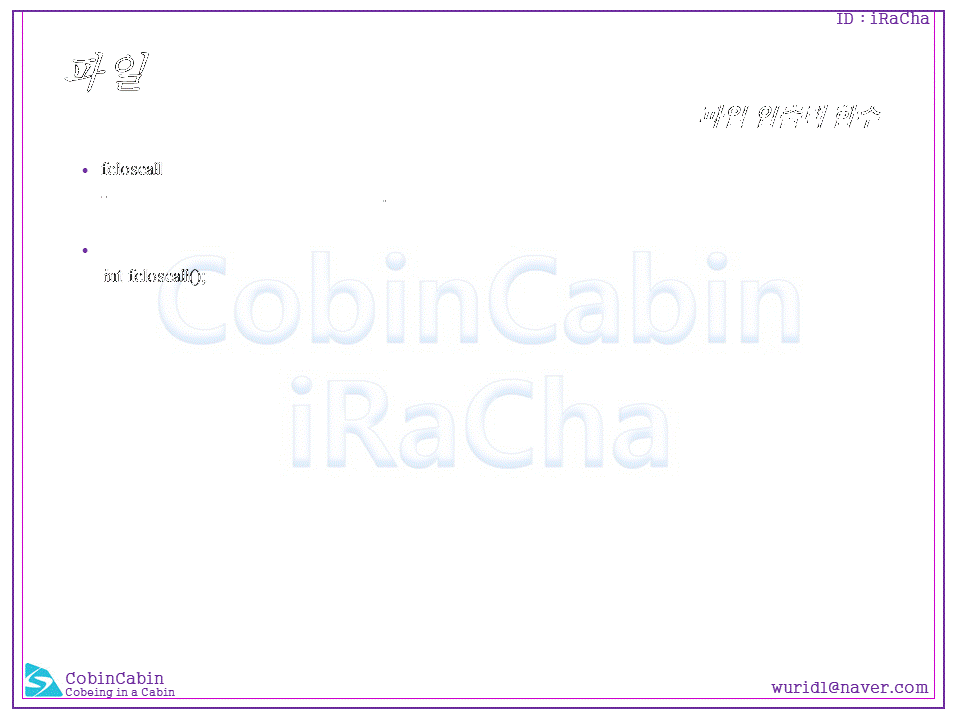 ID : iRaCha
파일
파일 입출력 함수
• fcloseall
•
int fcloseall();
CobinCabin
iRaCha
CobinCabin
Cobeing in a Cabin
wurid1@naver.com